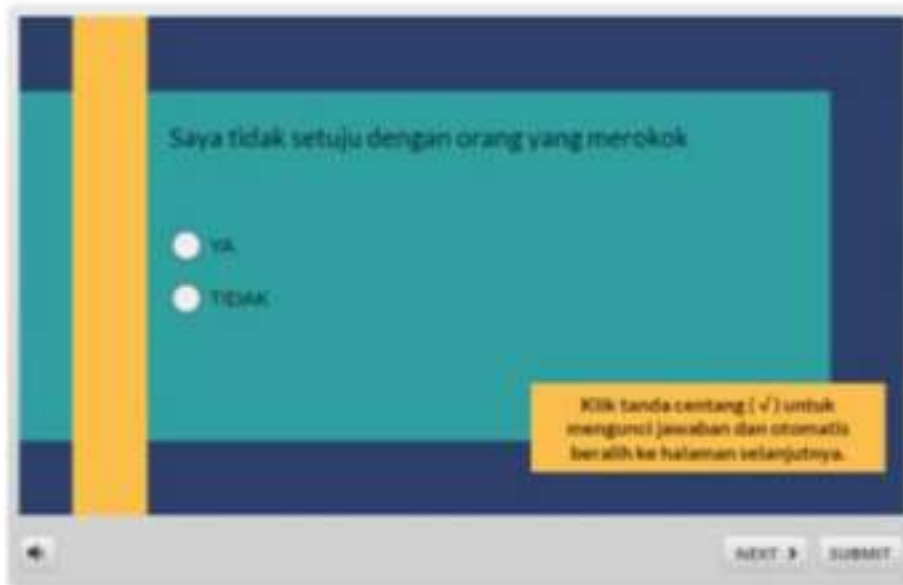 Saya tidak setuju dengan orang yang merokok
YA
TIDAK
Klik tanda centang ( √ ) untuk
mengunci jawaban dan otomatis
beralih ke halaman selanjutnya.
NEXT
SUBMIT